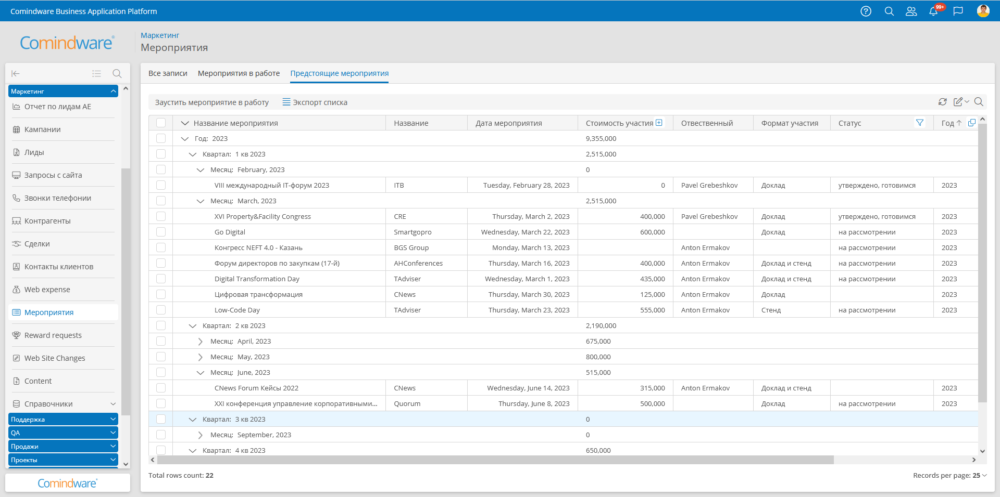 Comindware Business Application Platform
99+
Comindware®
Маркетинг
Мероприятия
Маркетинг
Отчет по лидам АЕ
Кампании
Лиды
Запросы с сайта
Звонки телефонии
Контрагенты
Сделки
Контакты клиентов
Web expense
Мероприятия
Reward requests
Web Site Changes
Content
Справочники
Поддержка
QA
Продажи
Проекты
Comindware®
Все записи Мероприятия в работе Предстоящие мероприятия
Заустить мероприятие в работу Экспорт списка
Название мероприятия Название Дата мероприятия Стоимость участия Отвественный Формат участия Статус Год
Год: 2023 9,355,000
Квартал: 1 кв 2023 2,515,000
Месяц: February, 2023 0
VIII международный IT-форум 2023 ITB Tuesday, February 28, 2023 0 Pavel Grebeshkov Доклад утверждено, готовимся 2023
Месяц: March, 2023 2,515,000
XVI Property&Facility Congress CRE Thursday, March 2, 2023 400,000 Pavel Grebeshkov Доклад утверждено, готовимся 2023
Go Digital Smartgopro Wednesday, March 22, 2023 600,000 Доклад на рассмотрении 2023
Конгресс NEFT 4.0 - Казань BGS Group Monday, March 13, 2023 Anton Ermakov на рассмотрении 2023
Форум директоров по закупкам (17-й) AHConferences Thursday, March 16, 2023 400,000 Anton Ermakov Доклад и стенд на рассмотрении 2023
Digital Transformation Day TAdviser Wednesday, March 1, 2023 435,000 Anton Ermakov Доклад и стенд на рассмотрении 2023
Цифровая трансформация CNews Thursday, March 30, 2023 125,000 Anton Ermakov Доклад 2023
Low-Code Day TAdviser Thursday, March 23, 2023 555,000 Anton Ermakov Стенд на рассмотрении 2023
Квартал: 2 кв 2023 2,190,000
Месяц: April, 2023 675,000
Месяц: May, 2023 800,000
Месяц: June, 2023 515,000
CNews Forum Кейсы 2022 CNews Wednesday, June 14, 2023 315,000 Anton Ermakov Доклад и стенд 2023
XXI конференция управление корпоративными... Quorum Thursday, June 8, 2023 500,000 Доклад на рассмотрении 2023
Квартал: 3 кв 2023 0
Месяц: September, 2023 0
Квартал: 4 кв 2023 650,000
Total rows count: 22 Records per page: 25